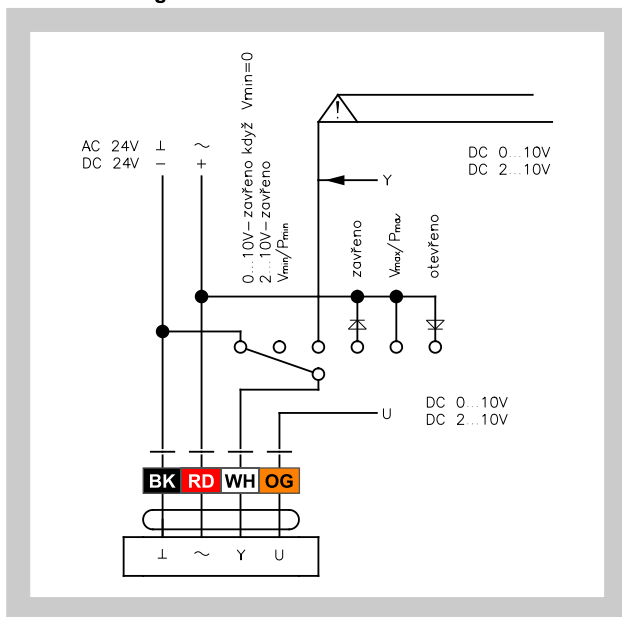 AC 24V ⊥ ~
DC 24V − +
0...10V−zavřeno když Vmin=0
2...10V−zavřeno
Vmin/Pmin
!
DC 0...10V
DC 2...10V
Y
zavřeno
Vmax/Pmax
otevřeno
DC 0...10V
DC 2...10V
U
BK RD WH OG
⊥ ~ Y U